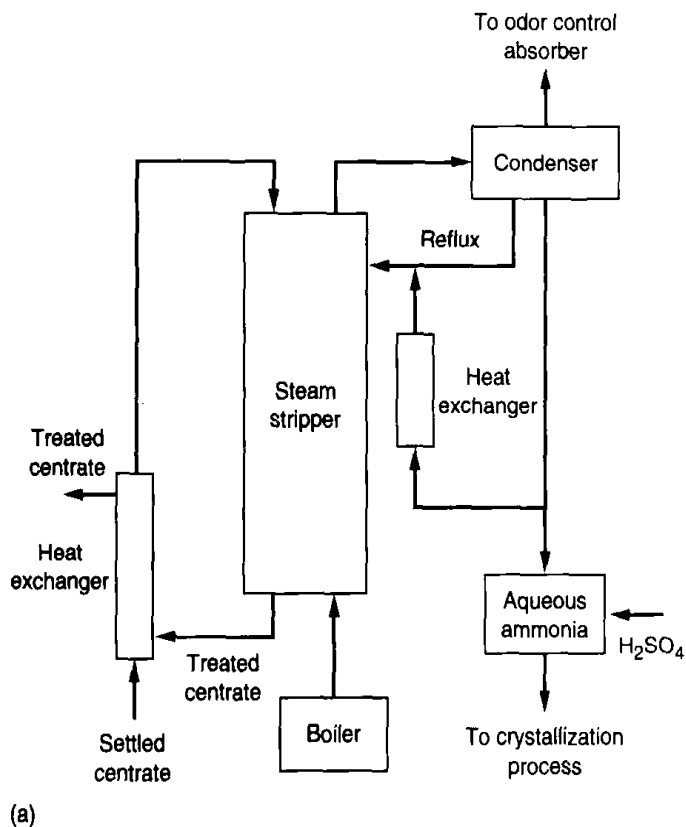 To odor control
absorber
Condenser
Reflux
Steam
stripper
Heat
exchanger
Treated
centrate
Heat
exchanger
Aqueous
ammonia
H₂SO₄
Treated
centrate
Boiler
Settled
centrate
To crystallization
process
(a)